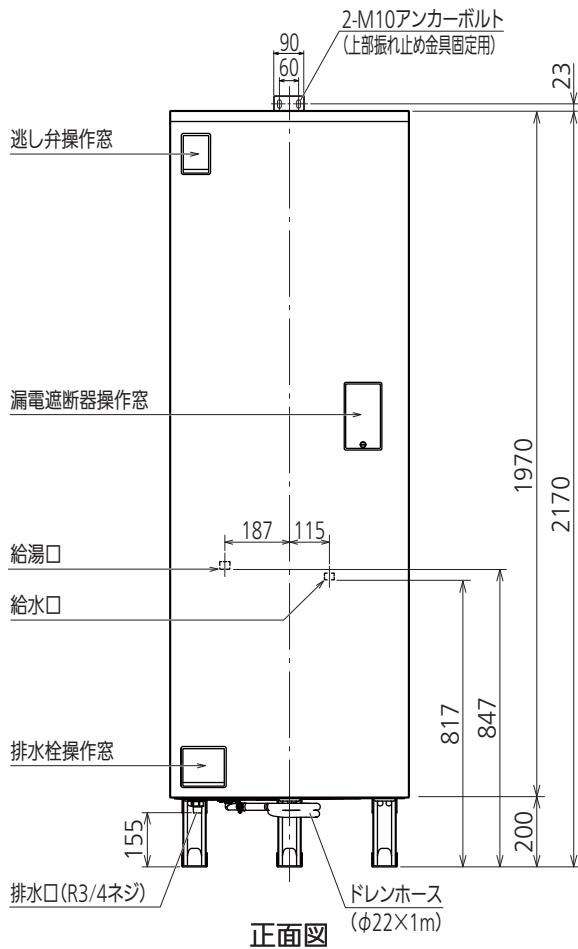 2-M10アンカーボルト
(上部振れ止め金具固定用)
90
60
23
逃し弁操作窓
漏電遮断器操作窓
1970
2170
187
115
給湯口
給水口
817
847
排水栓操作窓
155
200
排水口(R3/4ネジ)
ドレンホース
(φ22×1m)
正面図